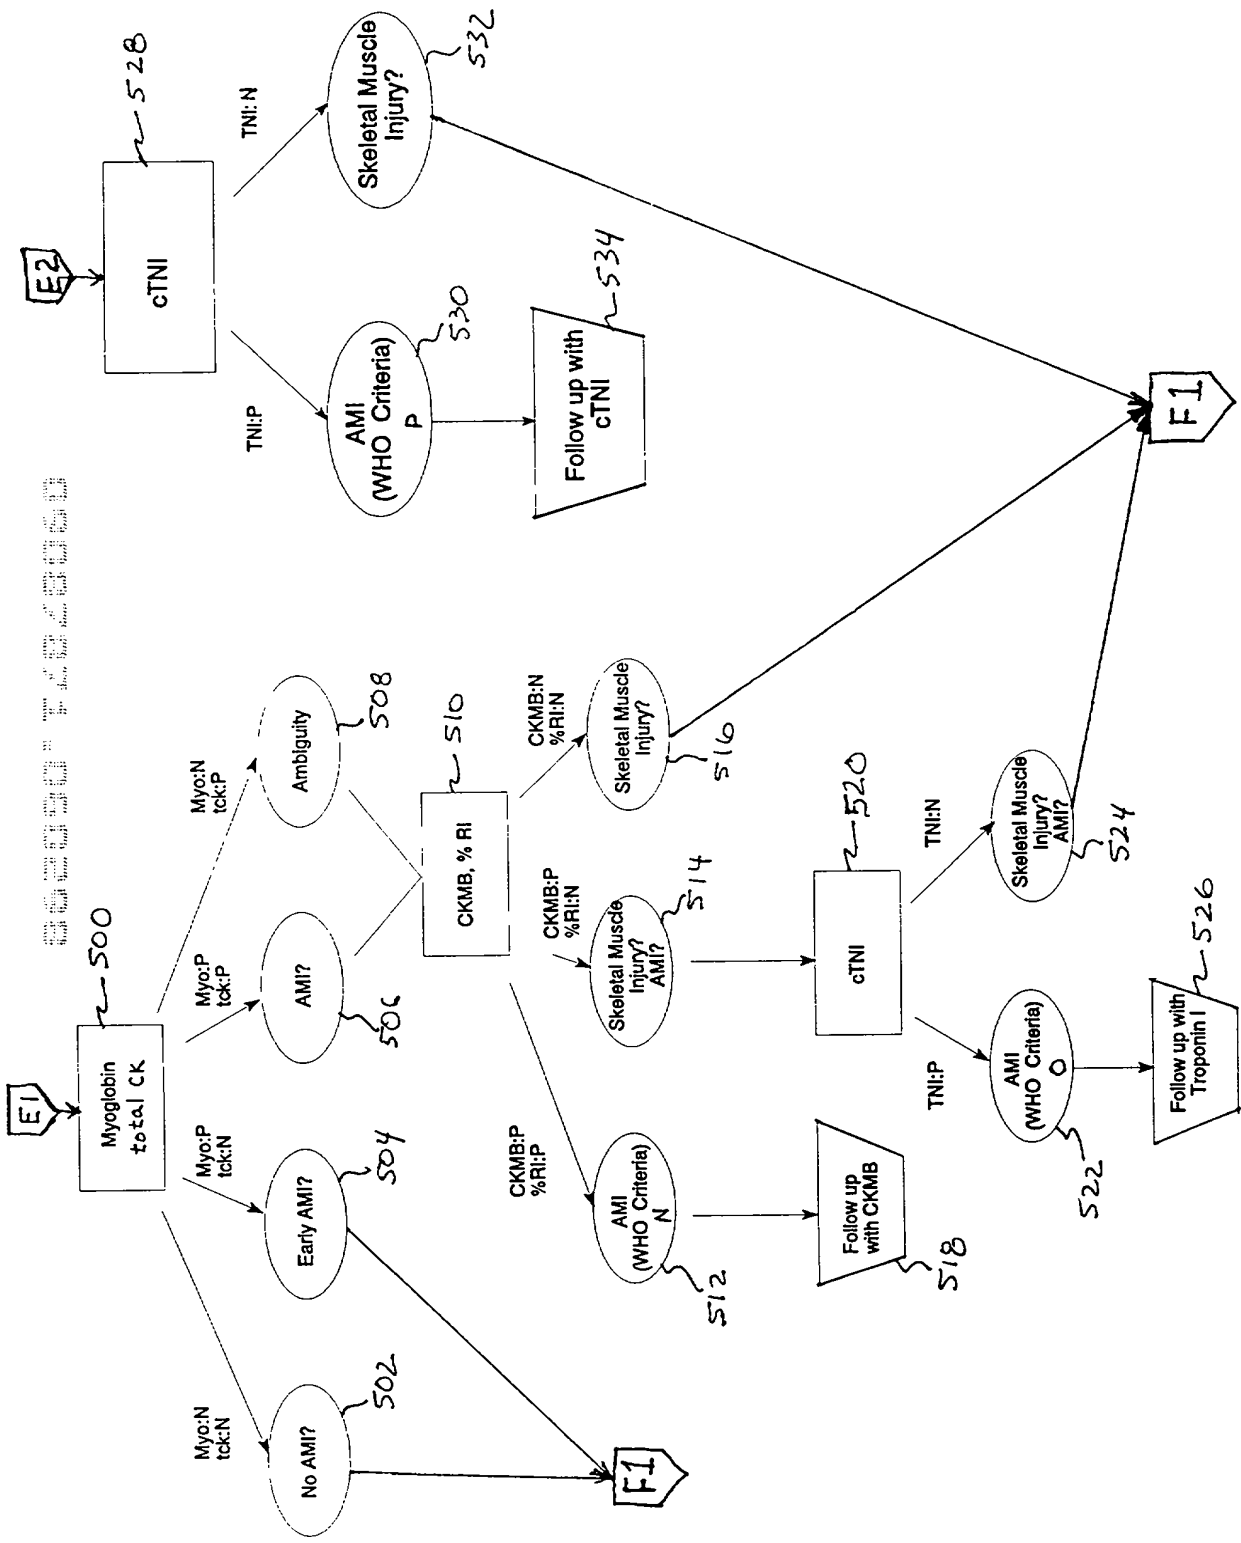 E1
Myoglobin
total CK
500
Myo:N
tck:N
Myo:P
tck:N
Myo:P
tck:P
Myo:N
tck:P
No AMI?
502
Early AMI?
504
AMI?
506
Ambiguity
508
F1
CKMB, % RI
510
CKMB:P
%RI:P
CKMB:P
%RI:N
CKMB:N
%RI:N
AMI
(WHO Criteria)
N
512
Skeletal Muscle
Injury?
AMI?
514
Skeletal Muscle
Injury?
516
Follow up
with CKMB
518
cTNI
520
TNI:P
TNI:N
AMI
(WHO Criteria)
O
522
Skeletal Muscle
Injury?
AMI?
524
Follow up with
Troponin I
526
E2
cTNI
528
TNI:P
TNI: N
AMI
(WHO Criteria)
P
530
Skeletal Muscle
Injury?
532
Follow up with
cTNI
534
F1